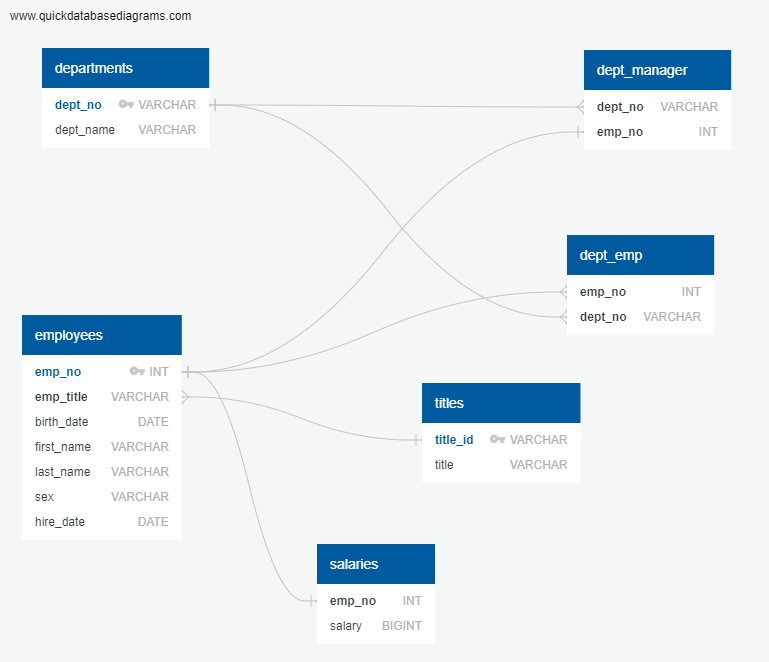 www.quickdatabasediagrams.com
departments
dept_no VARCHAR
dept_name VARCHAR
dept_manager
dept_no VARCHAR
emp_no INT
dept_emp
emp_no INT
dept_no VARCHAR
employees
emp_no INT
emp_title VARCHAR
birth_date DATE
first_name VARCHAR
last_name VARCHAR
sex VARCHAR
hire_date DATE
titles
title_id VARCHAR
title VARCHAR
salaries
emp_no INT
salary BIGINT